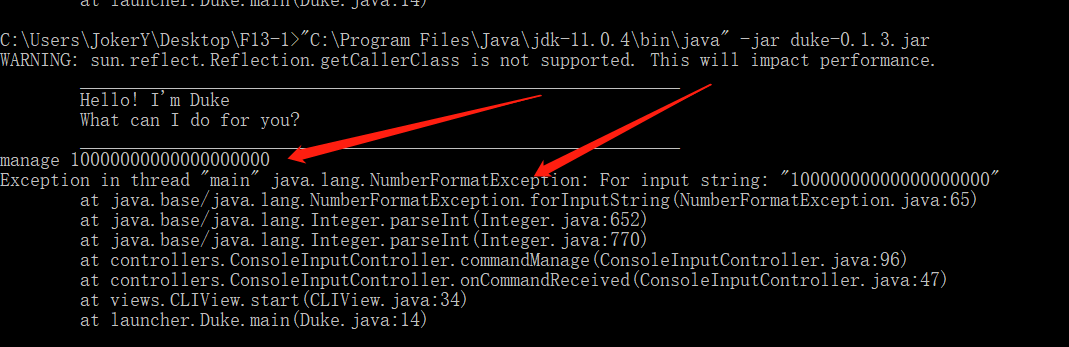 at launcher.Duke.main(Duke.java:14)
C:\Users\JokerY\Desktop\F13-1>"C:\Program Files\Java\jdk-11.0.4\bin\java" -jar duke-0.1.3.jar
WARNING: sun.reflect.Reflection.getCallerClass is not supported. This will impact performance.
Hello! I'm Duke
What can I do for you?
manage 10000000000000000000
Exception in thread "main" java.lang.NumberFormatException: For input string: "10000000000000000000"
at java.base/java.lang.NumberFormatException.forInputString(NumberFormatException.java:65)
at java.base/java.lang.Integer.parseInt(Integer.java:652)
at java.base/java.lang.Integer.parseInt(Integer.java:770)
at controllers.ConsoleInputController.commandManage(ConsoleInputController.java:96)
at controllers.ConsoleInputController.onCommandReceived(ConsoleInputController.java:47)
at views.CLIView.start(CLIView.java:34)
at launcher.Duke.main(Duke.java:14)